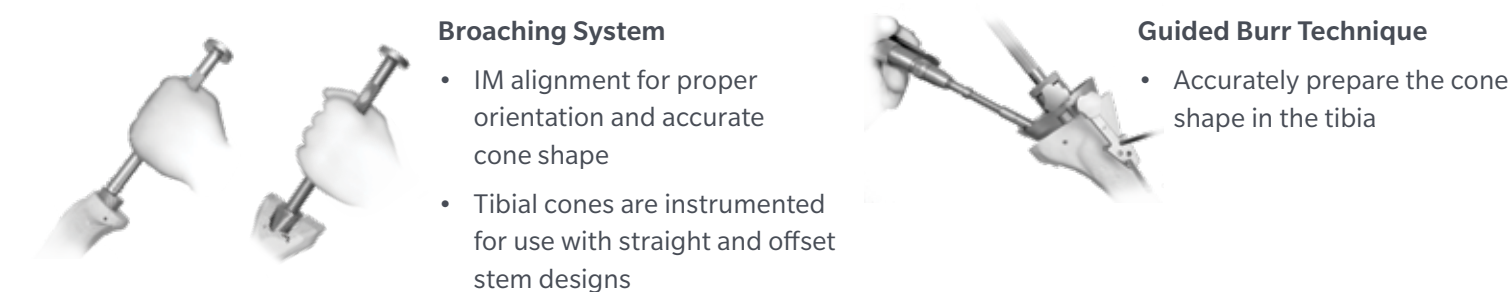 Broaching System
• IM alignment for proper
orientation and accurate
cone shape
• Tibial cones are instrumented
for use with straight and offset
stem designs
Guided Burr Technique
• Accurately prepare the cone
shape in the tibia